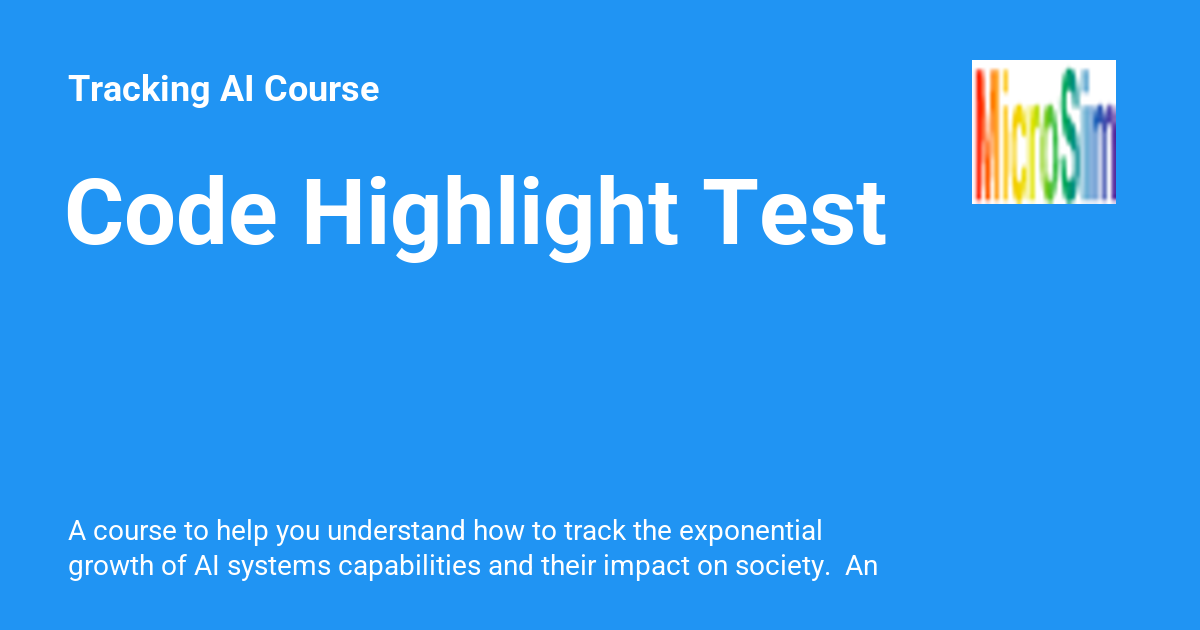 Tracking AI Course
MicroSim
Code Highlight Test
A course to help you understand how to track the exponential
growth of AI systems capabilities and their impact on society.  An